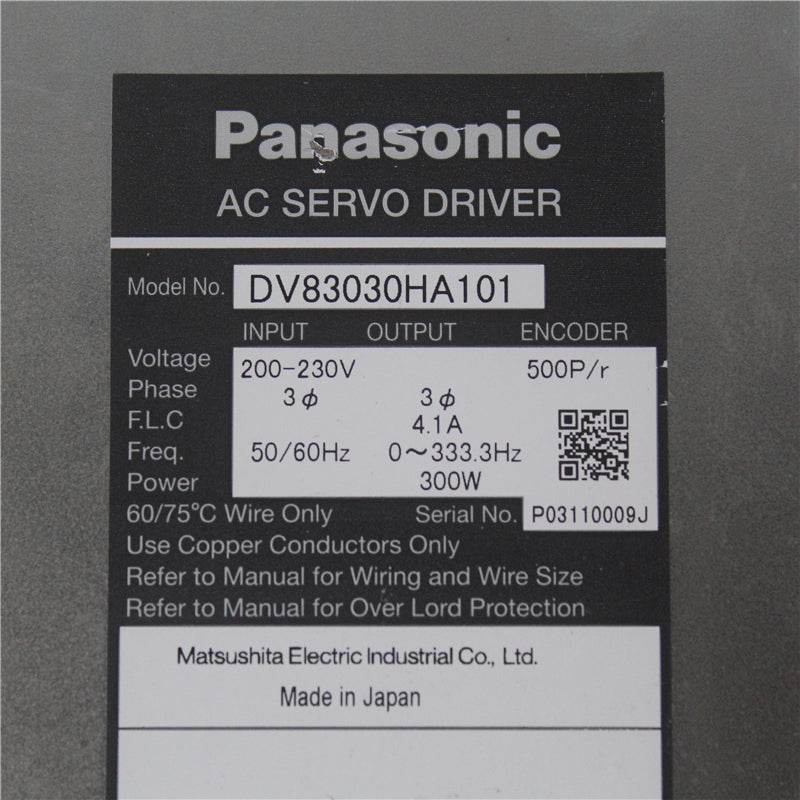 Panasonic
AC SERVO DRIVER
Model No. DV83030HA101
INPUT OUTPUT ENCODER
Voltage 200-230V 500P/r
Phase 3ϕ 3ϕ
F.L.C 4.1A
Freq. 50/60Hz 0～333.3Hz
Power 300W
60/75°C Wire Only Serial No. P03110009J
Use Copper Conductors Only
Refer to Manual for Wiring and Wire Size
Refer to Manual for Over Lord Protection
Matsushita Electric Industrial Co., Ltd.
Made in Japan